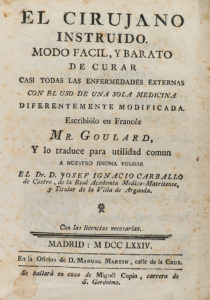 EL CIRUJANO
INSTRUIDO.
MODO FACIL, Y BARATO
DE CURAR
CASI TODAS LAS ENFERMEDADES EXTERNAS
CON EL USO DE UNA SOLA MEDICINA
DIFERENTEMENTE MODIFICADA.
Escribiólo en Francés
MR. GOULARD,
Y lo traduce para utilidad comun
A NUESTRO IDIOMA VULGAR
EL Dr. D. YOSEF IGNACIO CARBALLO
de Castro, de la Real Academia Medico-Matritense,
y Titular de la Villa de Arganda.
Con las licencias necesarias.
MADRID: M DCC LXXIV.
En la Oficina de D. MANUEL MARTIN, calle de la CRUZ.
Se hallará en casa de Miguèl Copin, carrera de
S. Geronimo.